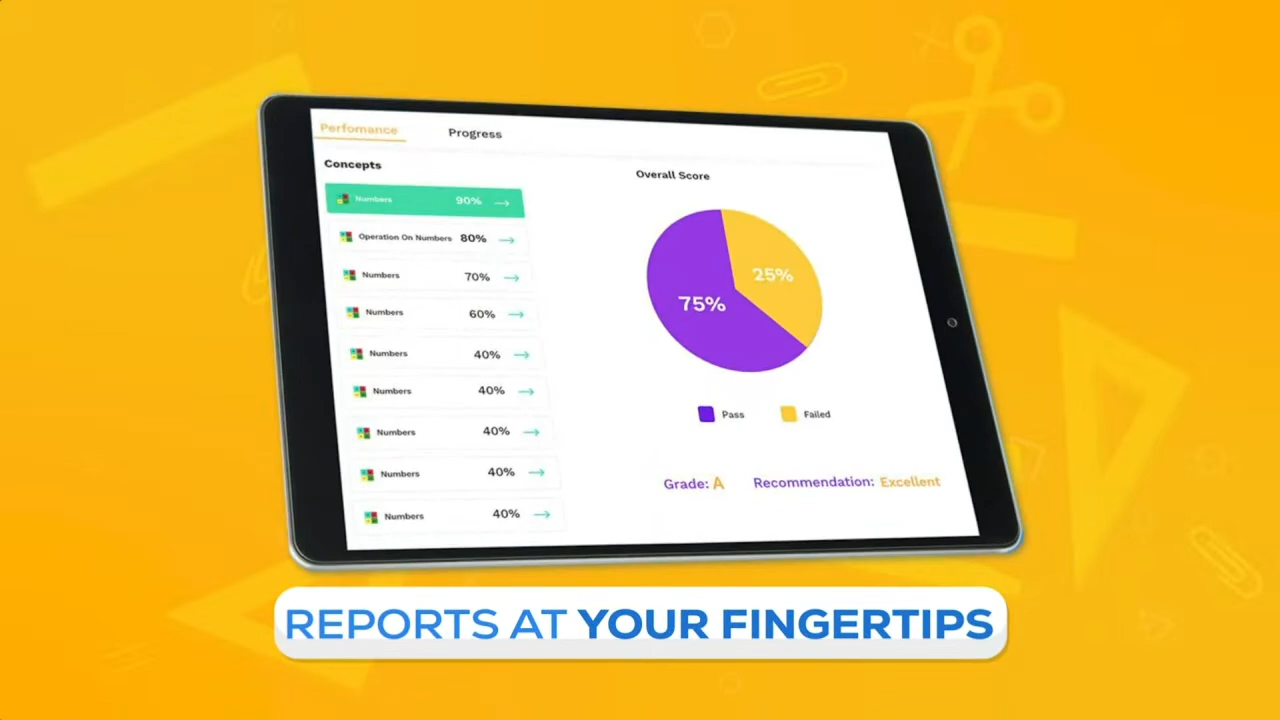 Perfomance
Progress
Concepts
Numbers 90%
Operation On Numbers 80%
Numbers 70%
Numbers 60%
Numbers 40%
Numbers 40%
Numbers 40%
Numbers 40%
Numbers 40%
Overall Score
25%
75%
Pass
Failed
Grade: A
Recommendation: Excellent
REPORTS AT YOUR FINGERTIPS